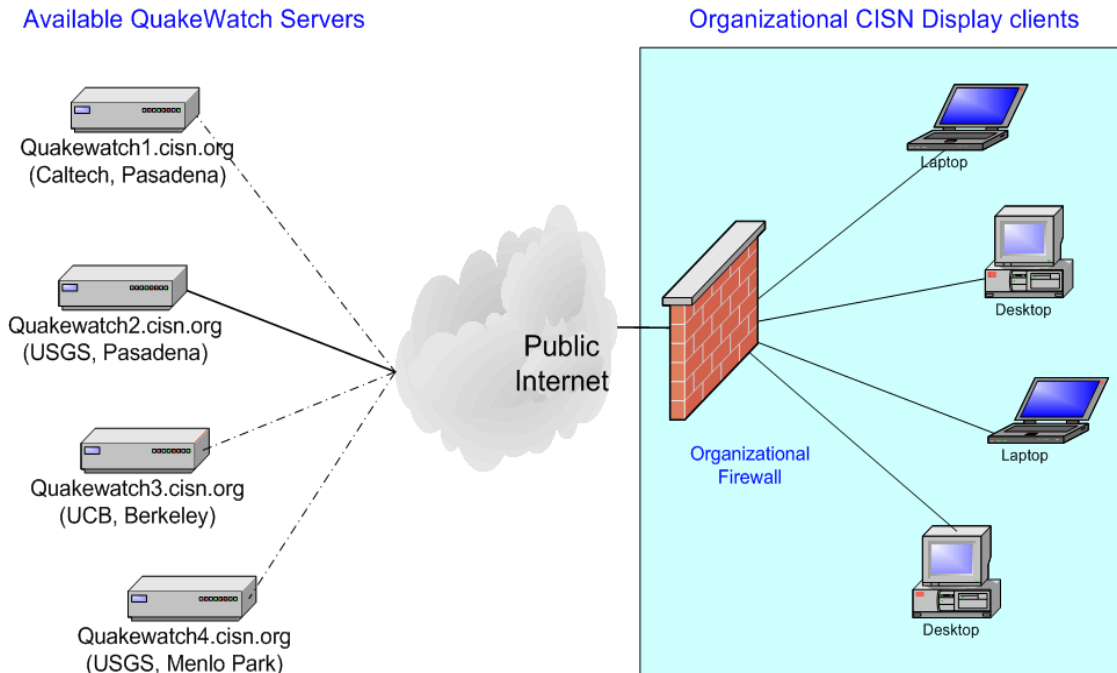 Available QuakeWatch Servers
Organizational CISN Display clients
Quakewatch1.cisn.org
(Caltech, Pasadena)
Quakewatch2.cisn.org
(USGS, Pasadena)
Quakewatch3.cisn.org
(UCB, Berkeley)
Quakewatch4.cisn.org
(USGS, Menlo Park)
Public
Internet
Organizational
Firewall
Laptop
Desktop
Laptop
Desktop